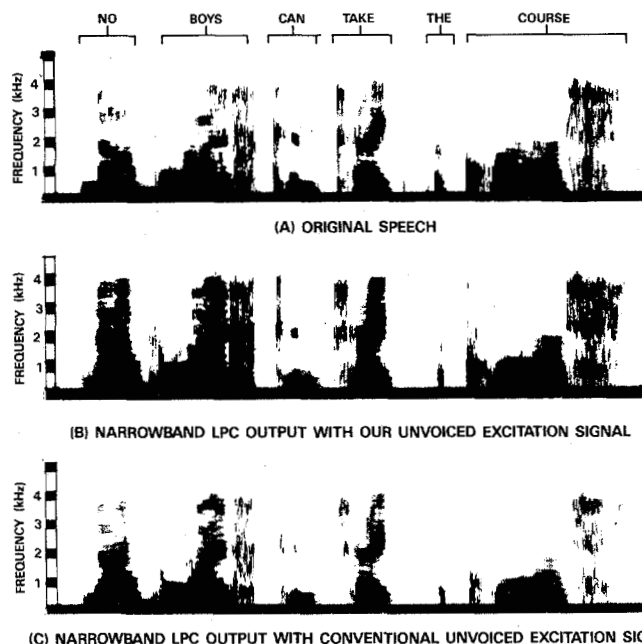 NO BOYS CAN TAKE THE COURSE
FREQUENCY (kHz)
4
3
2
1
(A) ORIGINAL SPEECH
FREQUENCY (kHz)
4
3
2
1
(B) NARROWBAND LPC OUTPUT WITH OUR UNVOICED EXCITATION SIGNAL
FREQUENCY (kHz)
4
3
2
1
(C) NARROWBAND LPC OUTPUT WITH CONVENTIONAL UNVOICED EXCITATION SIG